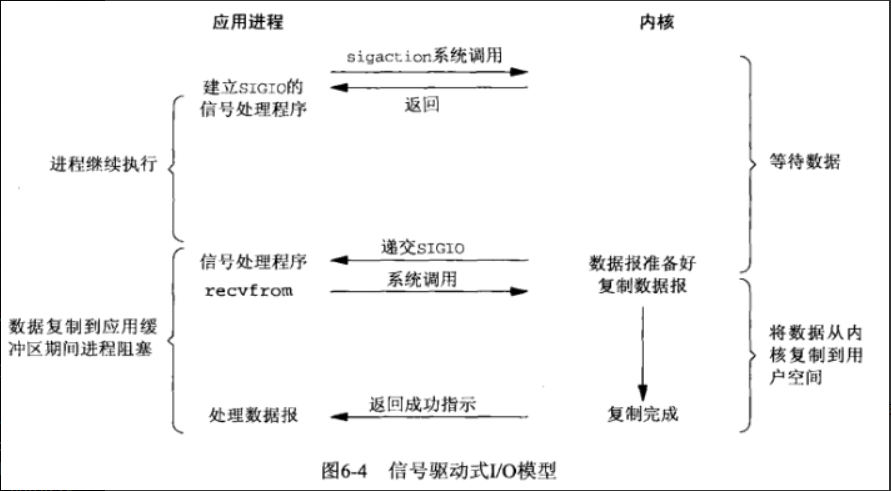 应用进程
内核
sigaction系统调用
建立SIGIO的
信号处理程序
返回
进程继续执行
等待数据
递交SIGIO
信号处理程序
数据报准备好
系统调用
recvfrom
复制数据报
数据复制到应用缓
冲区期间进程阻塞
将数据从内
核复制到用
户空间
返回成功指示
处理数据报
复制完成
图6-4 信号驱动式I/O模型